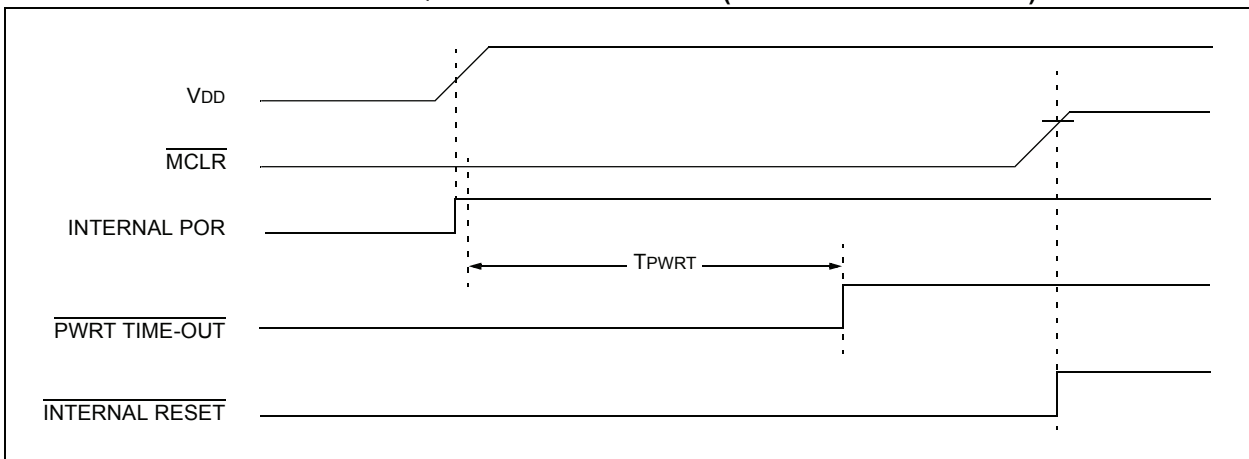 VDD
MCLR
INTERNAL POR
TPWRT
PWRT TIME-OUT
INTERNAL RESET